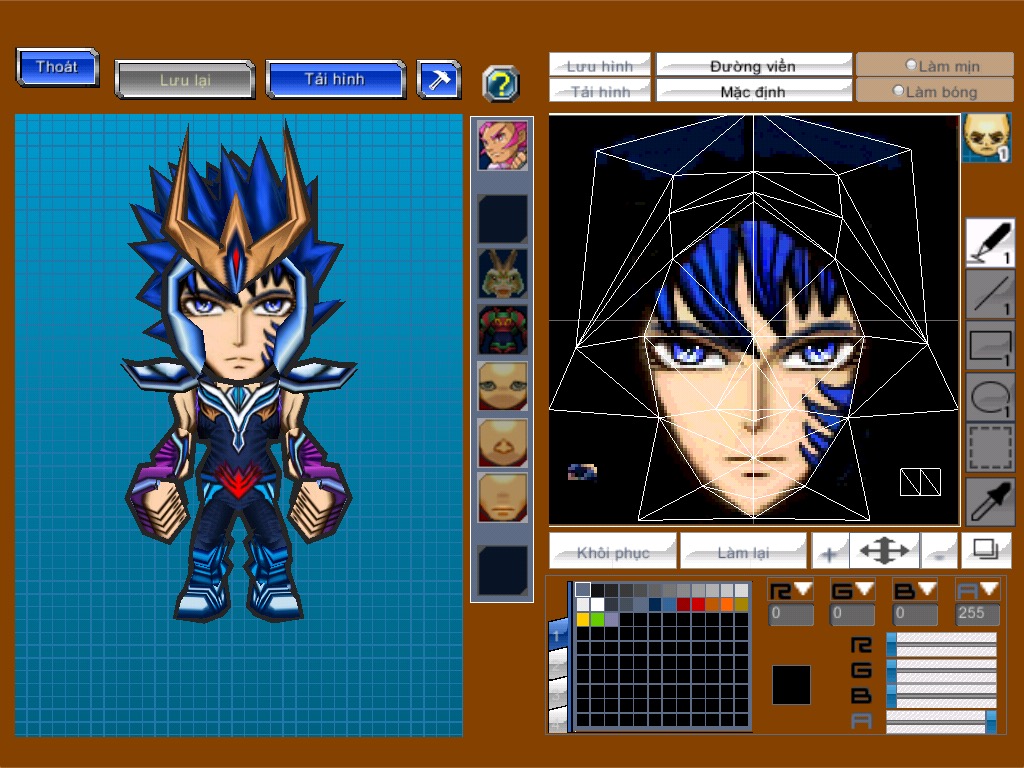 Thoát
Lưu lại
Tải hình
?
Lưu hình
Đường viền
Làm mịn
Tải hình
Mặc định
Làm bóng
1
1
1
1
1
Khôi phục
Làm lại
+
R G B A
0 0 0 255
1
R
G
B
A